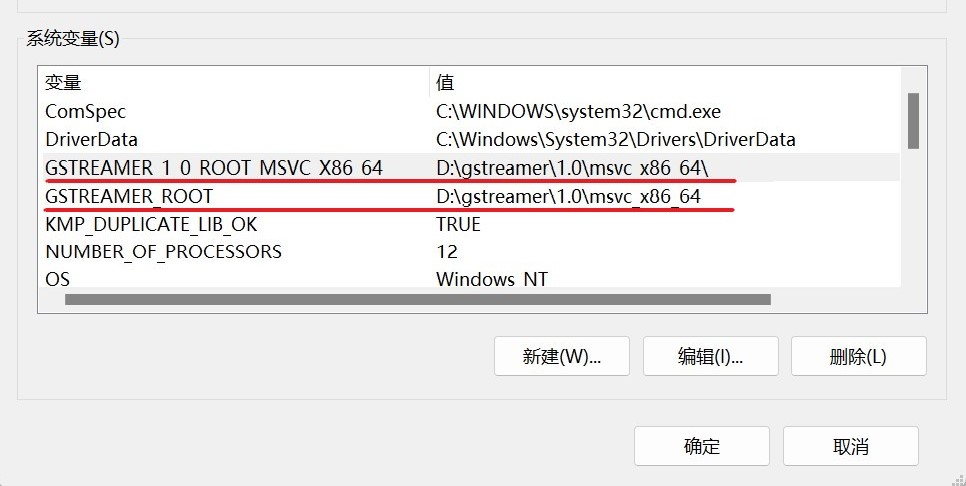 系统变量(S)
变量 值
ComSpec C:\WINDOWS\system32\cmd.exe
DriverData C:\Windows\System32\Drivers\DriverData
GSTREAMER_1_0_ROOT_MSVC_X86_64 D:\gstreamer\1.0\msvc_x86_64\
GSTREAMER_ROOT D:\gstreamer\1.0\msvc_x86_64
KMP_DUPLICATE_LIB_OK TRUE
NUMBER_OF_PROCESSORS 12
OS Windows_NT
新建(W)... 编辑(I)... 删除(L)
确定 取消